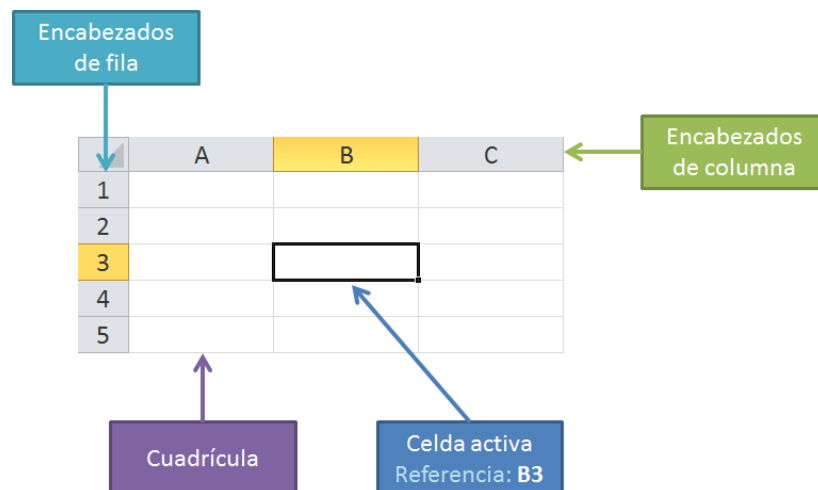 Encabezados
de fila
Encabezados
de columna
A B C
1
2
3
4
5
Cuadrícula
Celda activa
Referencia: B3